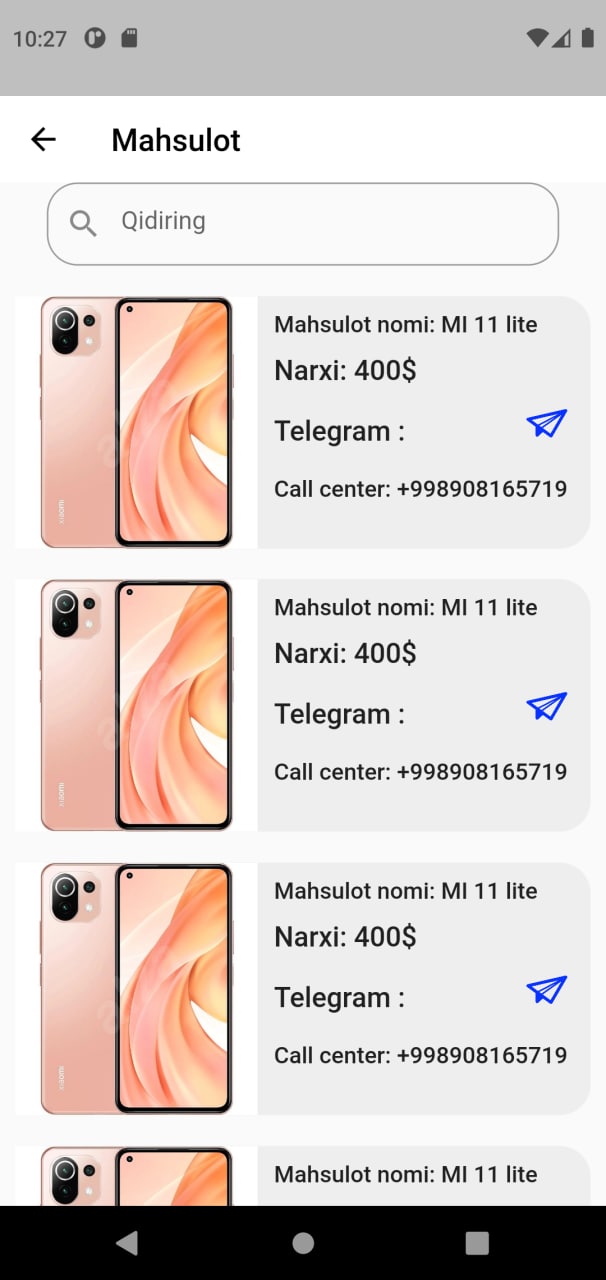 10:27
Mahsulot
Qidiring
Mahsulot nomi: MI 11 lite
Narxi: 400$
Telegram :
Call center: +998908165719
xiaomi
Mahsulot nomi: MI 11 lite
Narxi: 400$
Telegram :
Call center: +998908165719
xiaomi
Mahsulot nomi: MI 11 lite
Narxi: 400$
Telegram :
Call center: +998908165719
xiaomi
Mahsulot nomi: MI 11 lite